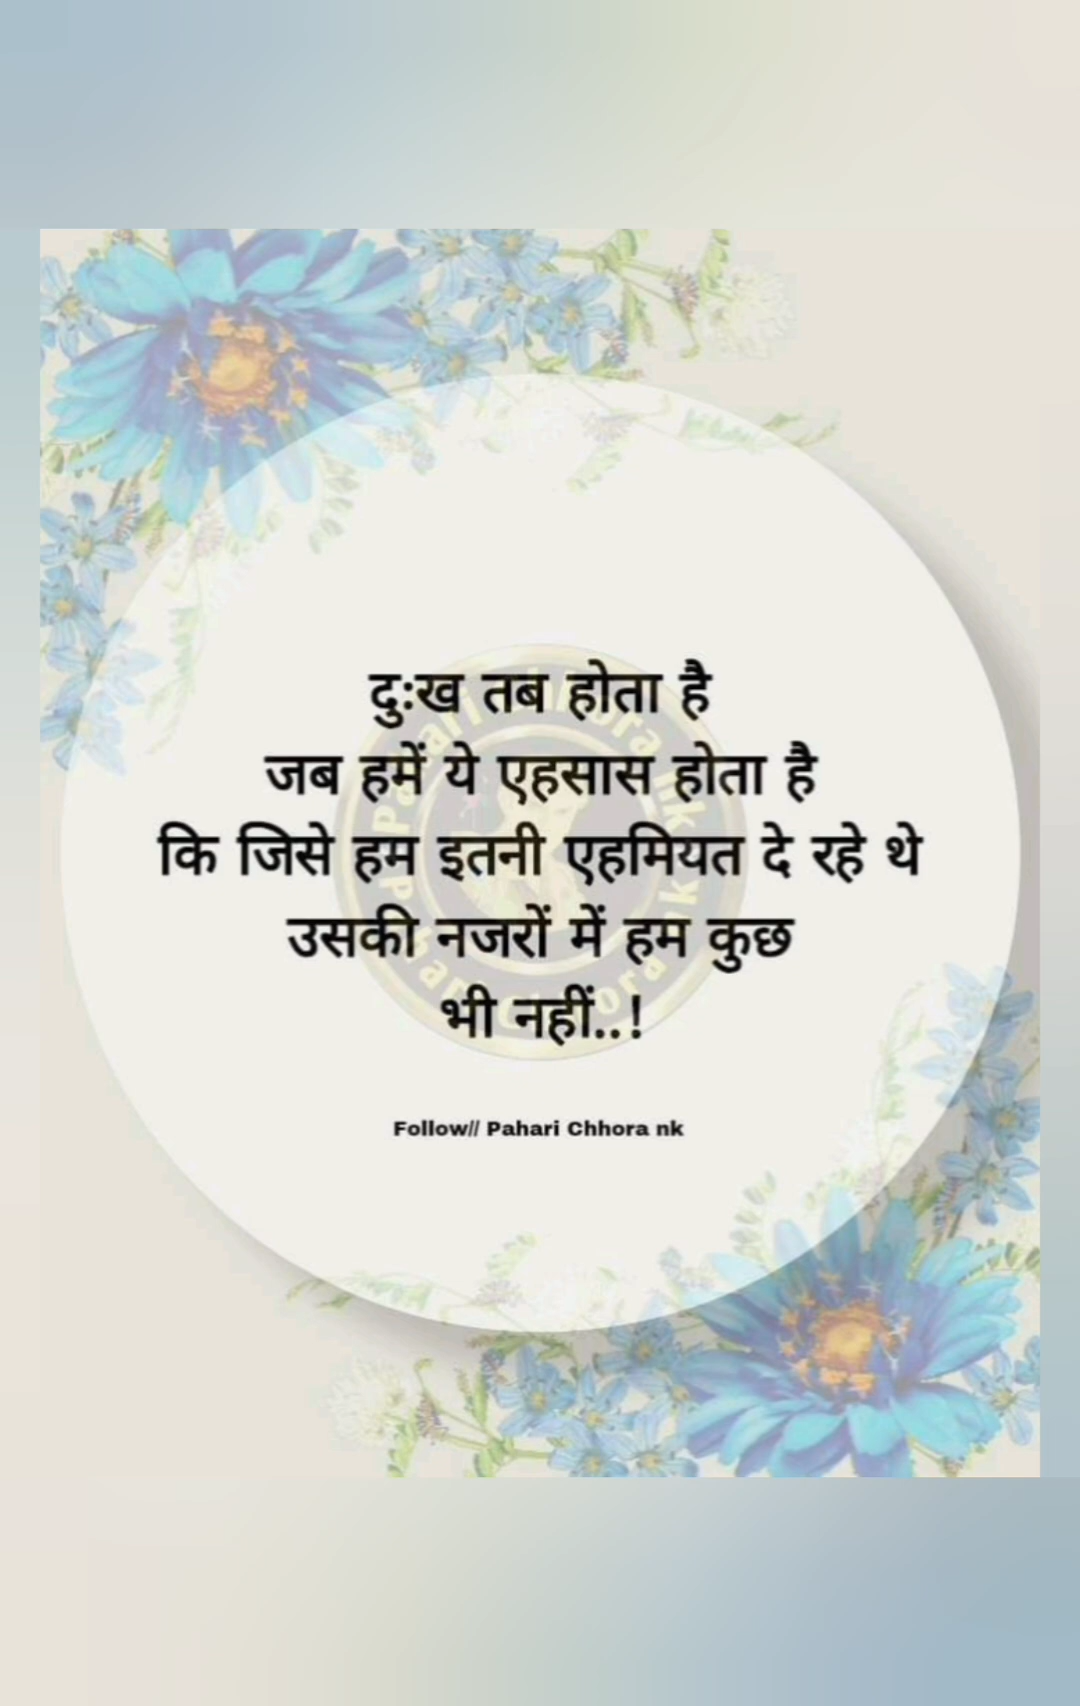 दुःख तब होता है
जब हमें ये एहसास होता है
कि जिसे हम इतनी एहमियत दे रहे थे
उसकी नजरों में हम कुछ
भी नहीं..!
Follow// Pahari Chhora nk